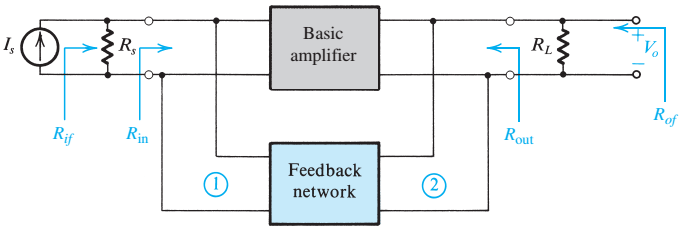 I_s
R_s
Basic
amplifier
R_L
+
V_o
−
R_if
R_in
R_out
R_of
Feedback
network
1
2